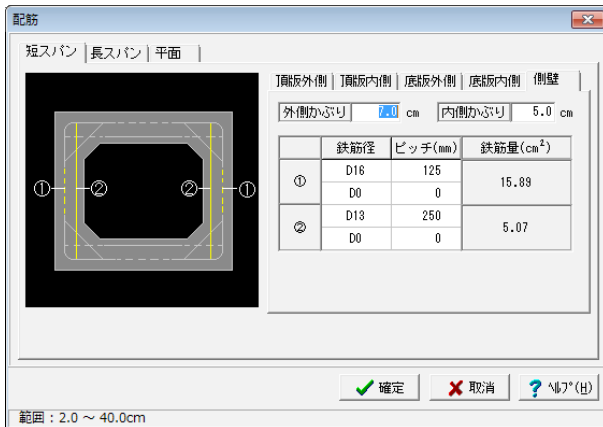 配筋
短スパン 長スパン 平面
頂版外側 頂版内側 底版外側 底版内側 側壁
外側かぶり 7.0 cm 内側かぶり 5.0 cm
鉄筋径 ピッチ(mm) 鉄筋量(cm²)
① D16 125 15.89
D0 0
② D13 250 5.07
D0 0
① ② ② ①
確定 取消 ヘルプ(H)
範囲：2.0 ～ 40.0cm